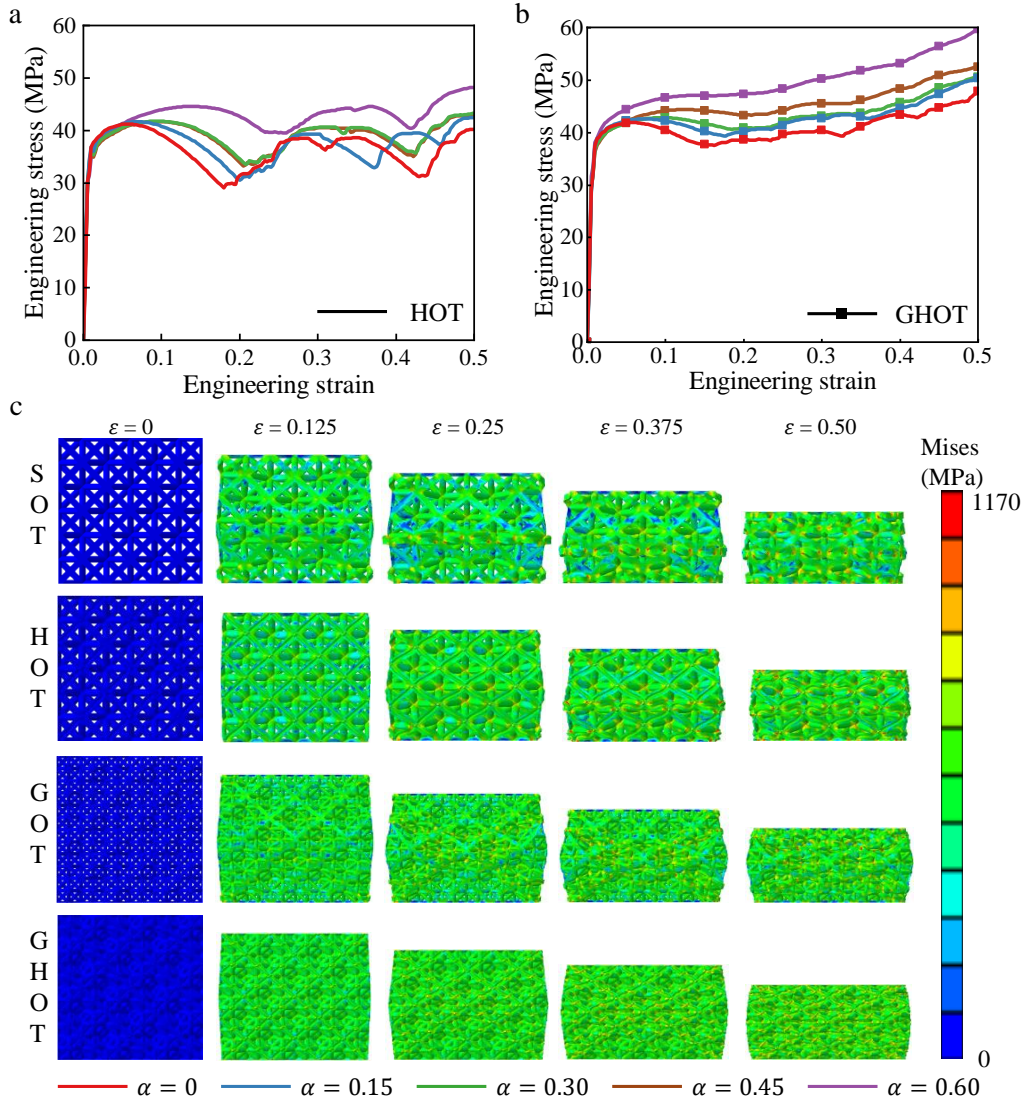 a
60
50
40
30
20
10
0
Engineering stress (MPa)
HOT
0.0 0.1 0.2 0.3 0.4 0.5
Engineering strain
b
60
50
40
30
20
10
0
Engineering stress (MPa)
GHOT
0.0 0.1 0.2 0.3 0.4 0.5
Engineering strain
c
ε = 0 ε = 0.125 ε = 0.25 ε = 0.375 ε = 0.50
Mises
(MPa)
1170
0
S
O
T
H
O
T
G
O
T
G
H
O
T
α = 0 α = 0.15 α = 0.30 α = 0.45 α = 0.60